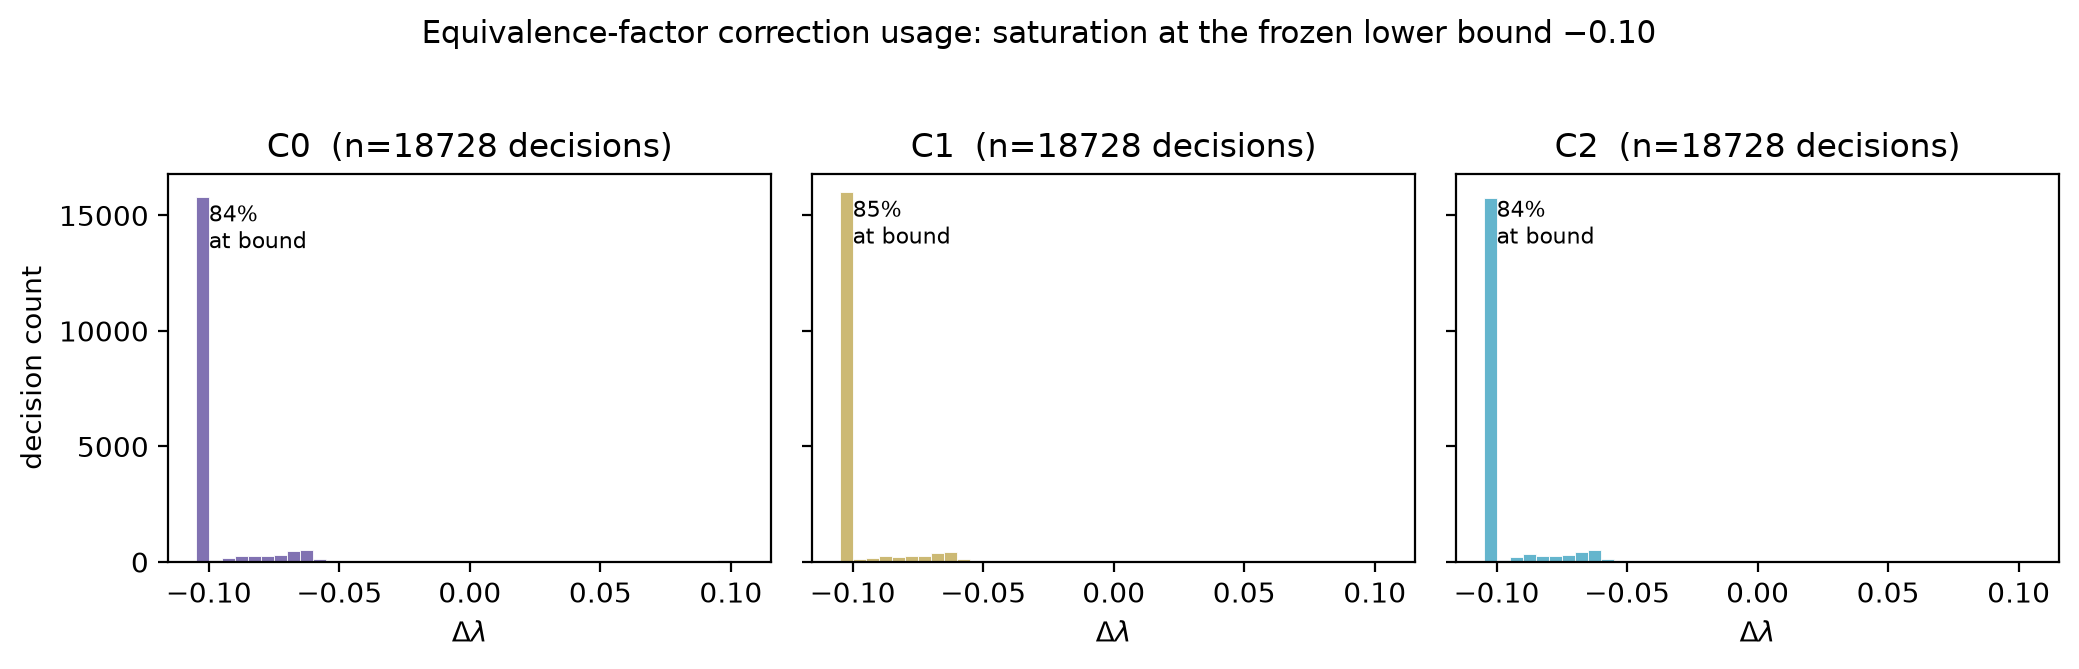 Equivalence-factor correction usage: saturation at the frozen lower bound −0.10
C0  (n=18728 decisions)
C1  (n=18728 decisions)
C2  (n=18728 decisions)
decision count
15000
10000
5000
0
84%
at bound
85%
at bound
84%
at bound
−0.10 −0.05 0.00 0.05 0.10
−0.10 −0.05 0.00 0.05 0.10
−0.10 −0.05 0.00 0.05 0.10
Δλ
Δλ
Δλ